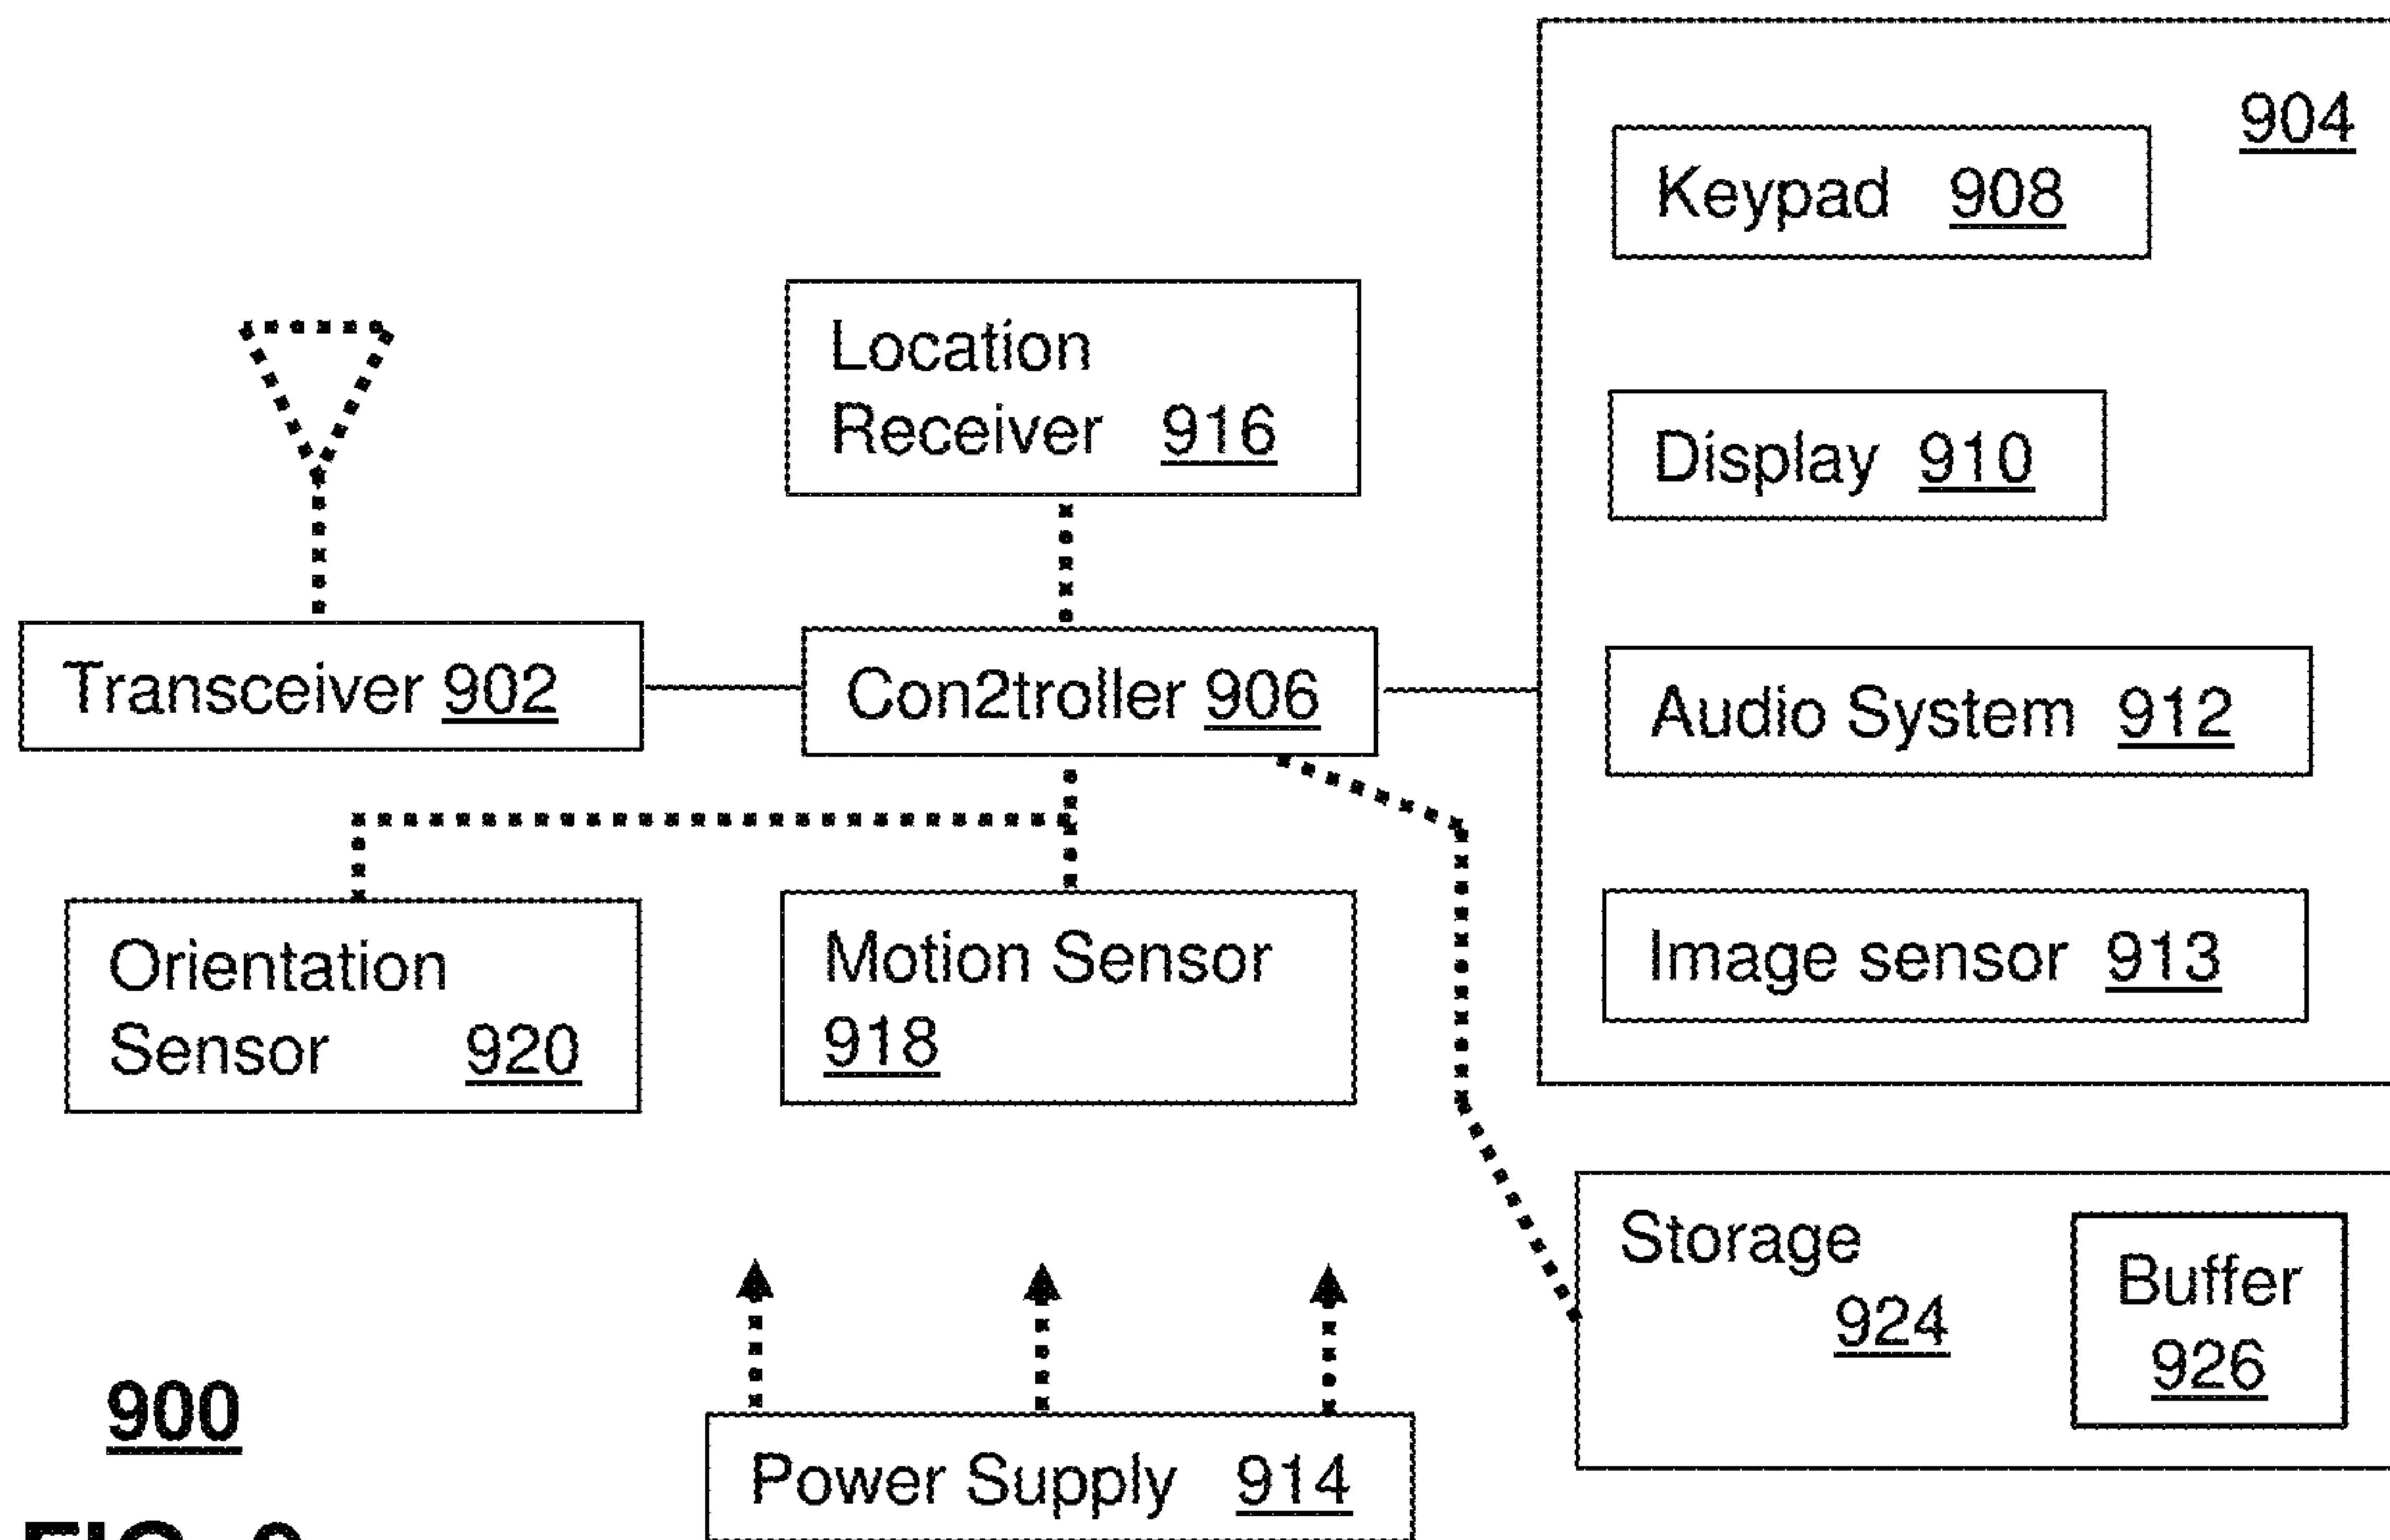 904
Keypad 908
Location
Receiver 916
Display 910
Transceiver 902
Con2troller 906
Audio System 912
Orientation
Sensor 920
Motion Sensor
918
Image sensor 913
Storage
924
Buffer
926
900
Power Supply 914